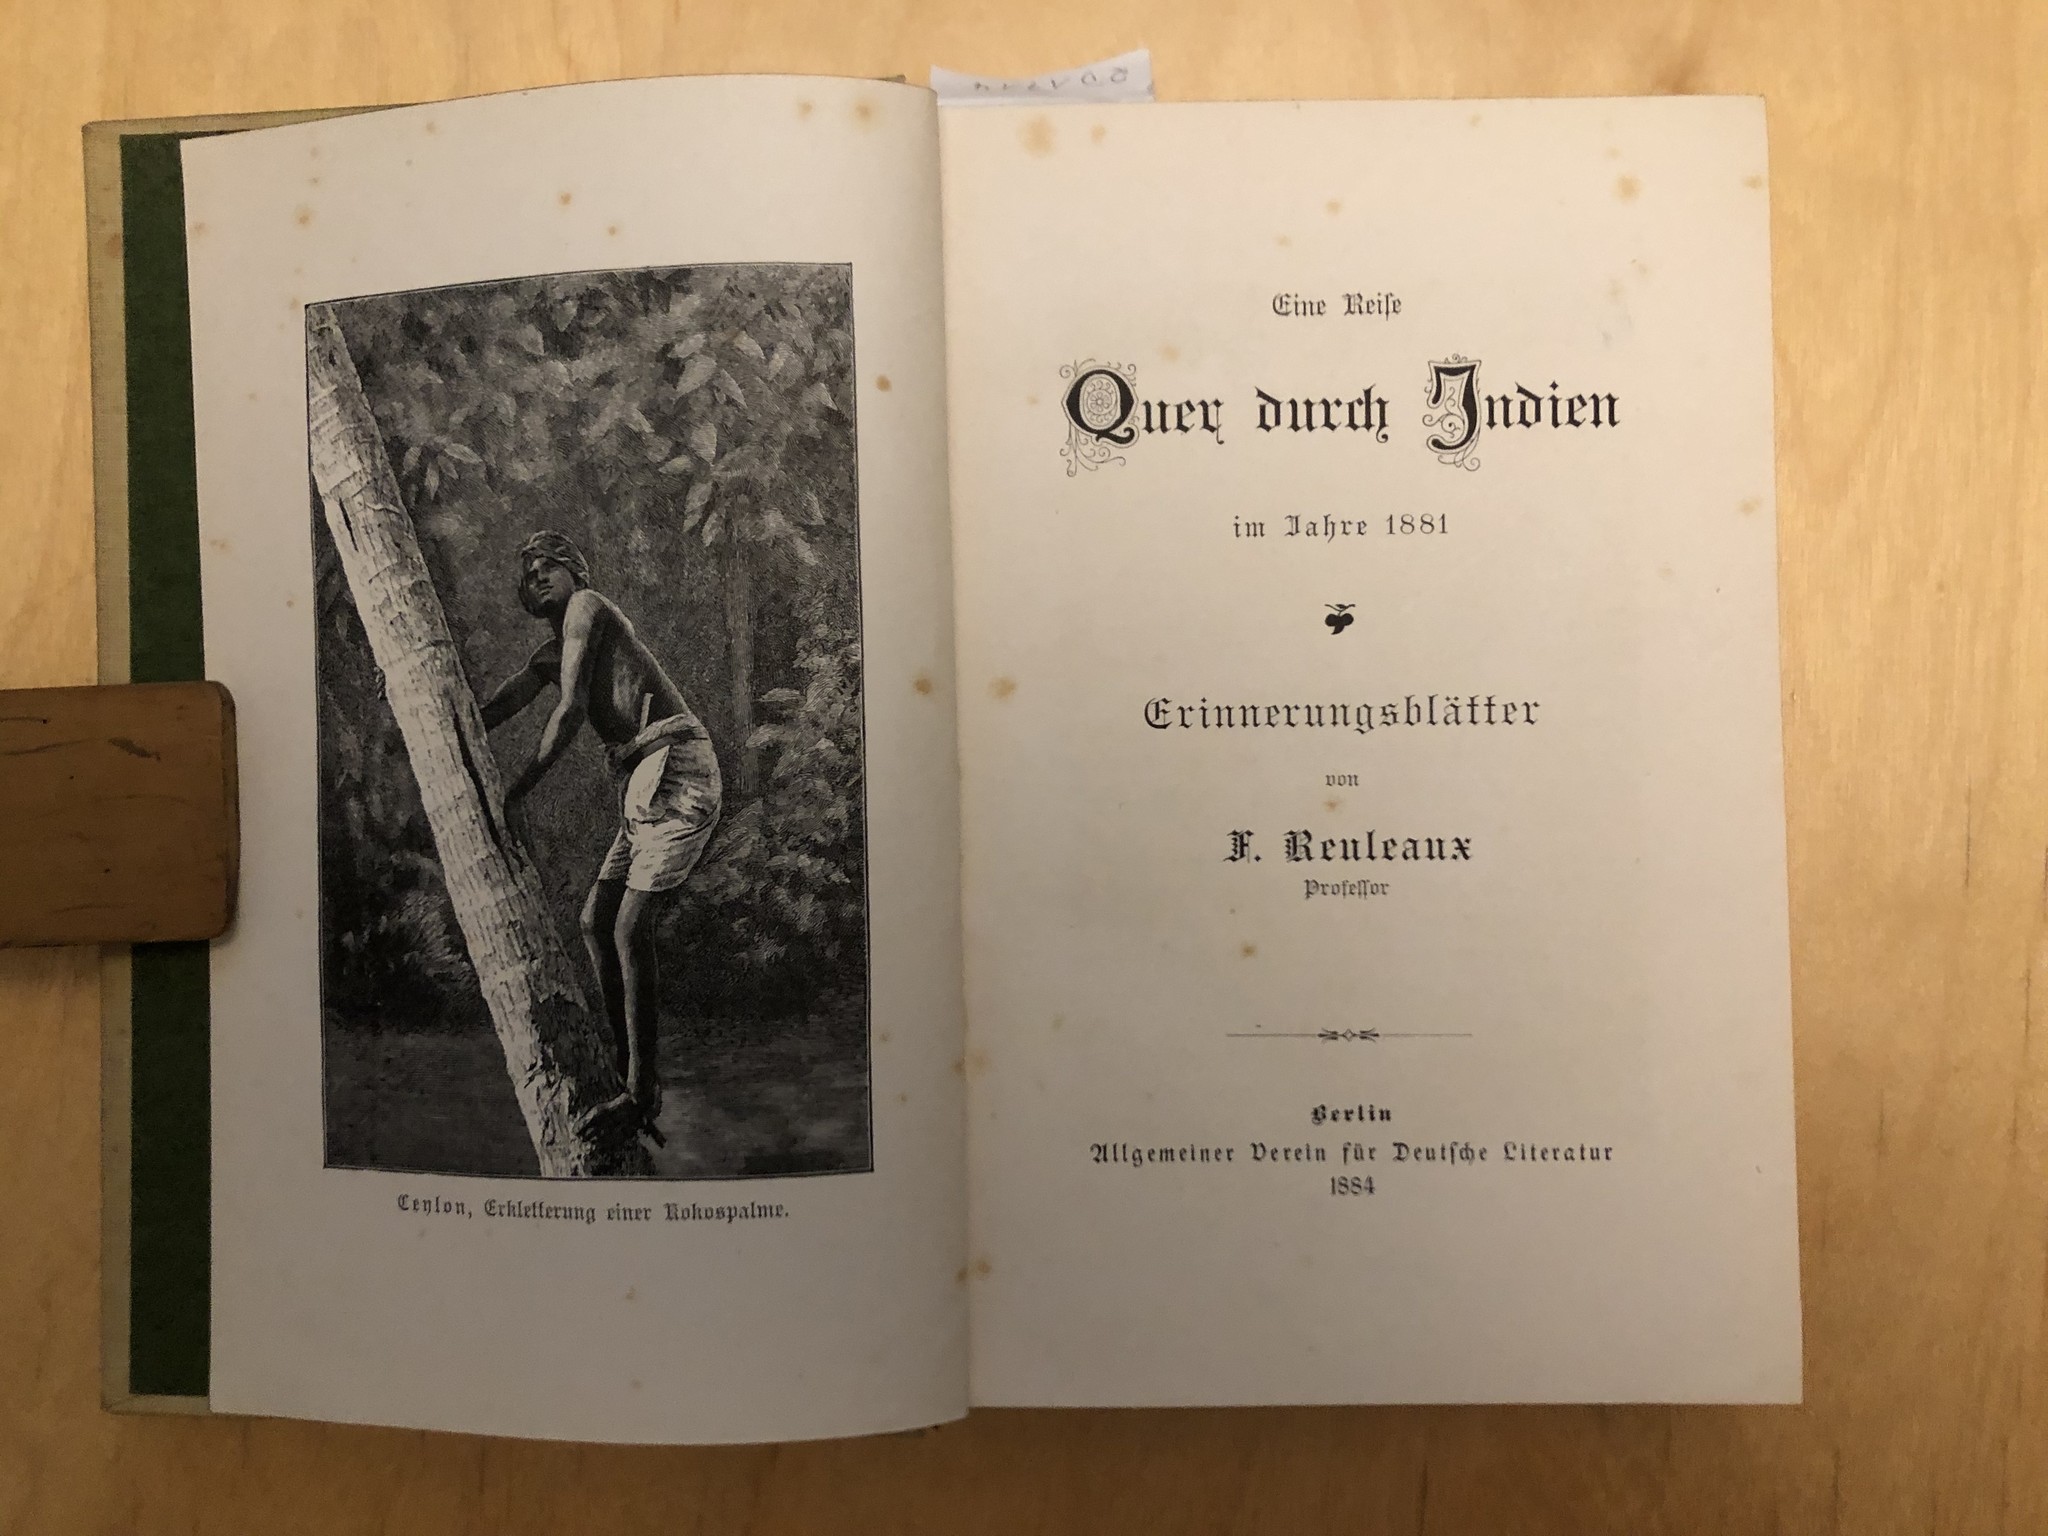 Ceylon, Erkletterung einer Kokospalme.
Eine Reiſe
Quer durch Indien
im Jahre 1881
Erinnerungsblätter
von
F. Reuleaux
Profeſſor
Berlin
Allgemeiner Verein für Deutſche Literatur
1884